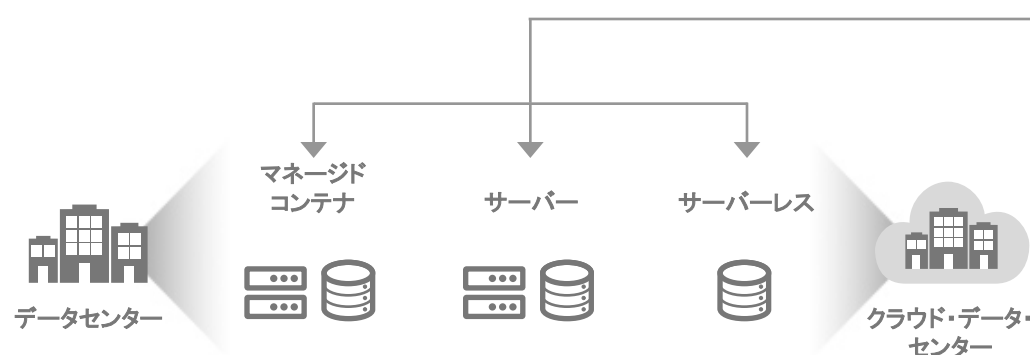 マネージド
コンテナ
サーバー
サーバーレス
データセンター
クラウド・データ・
センター